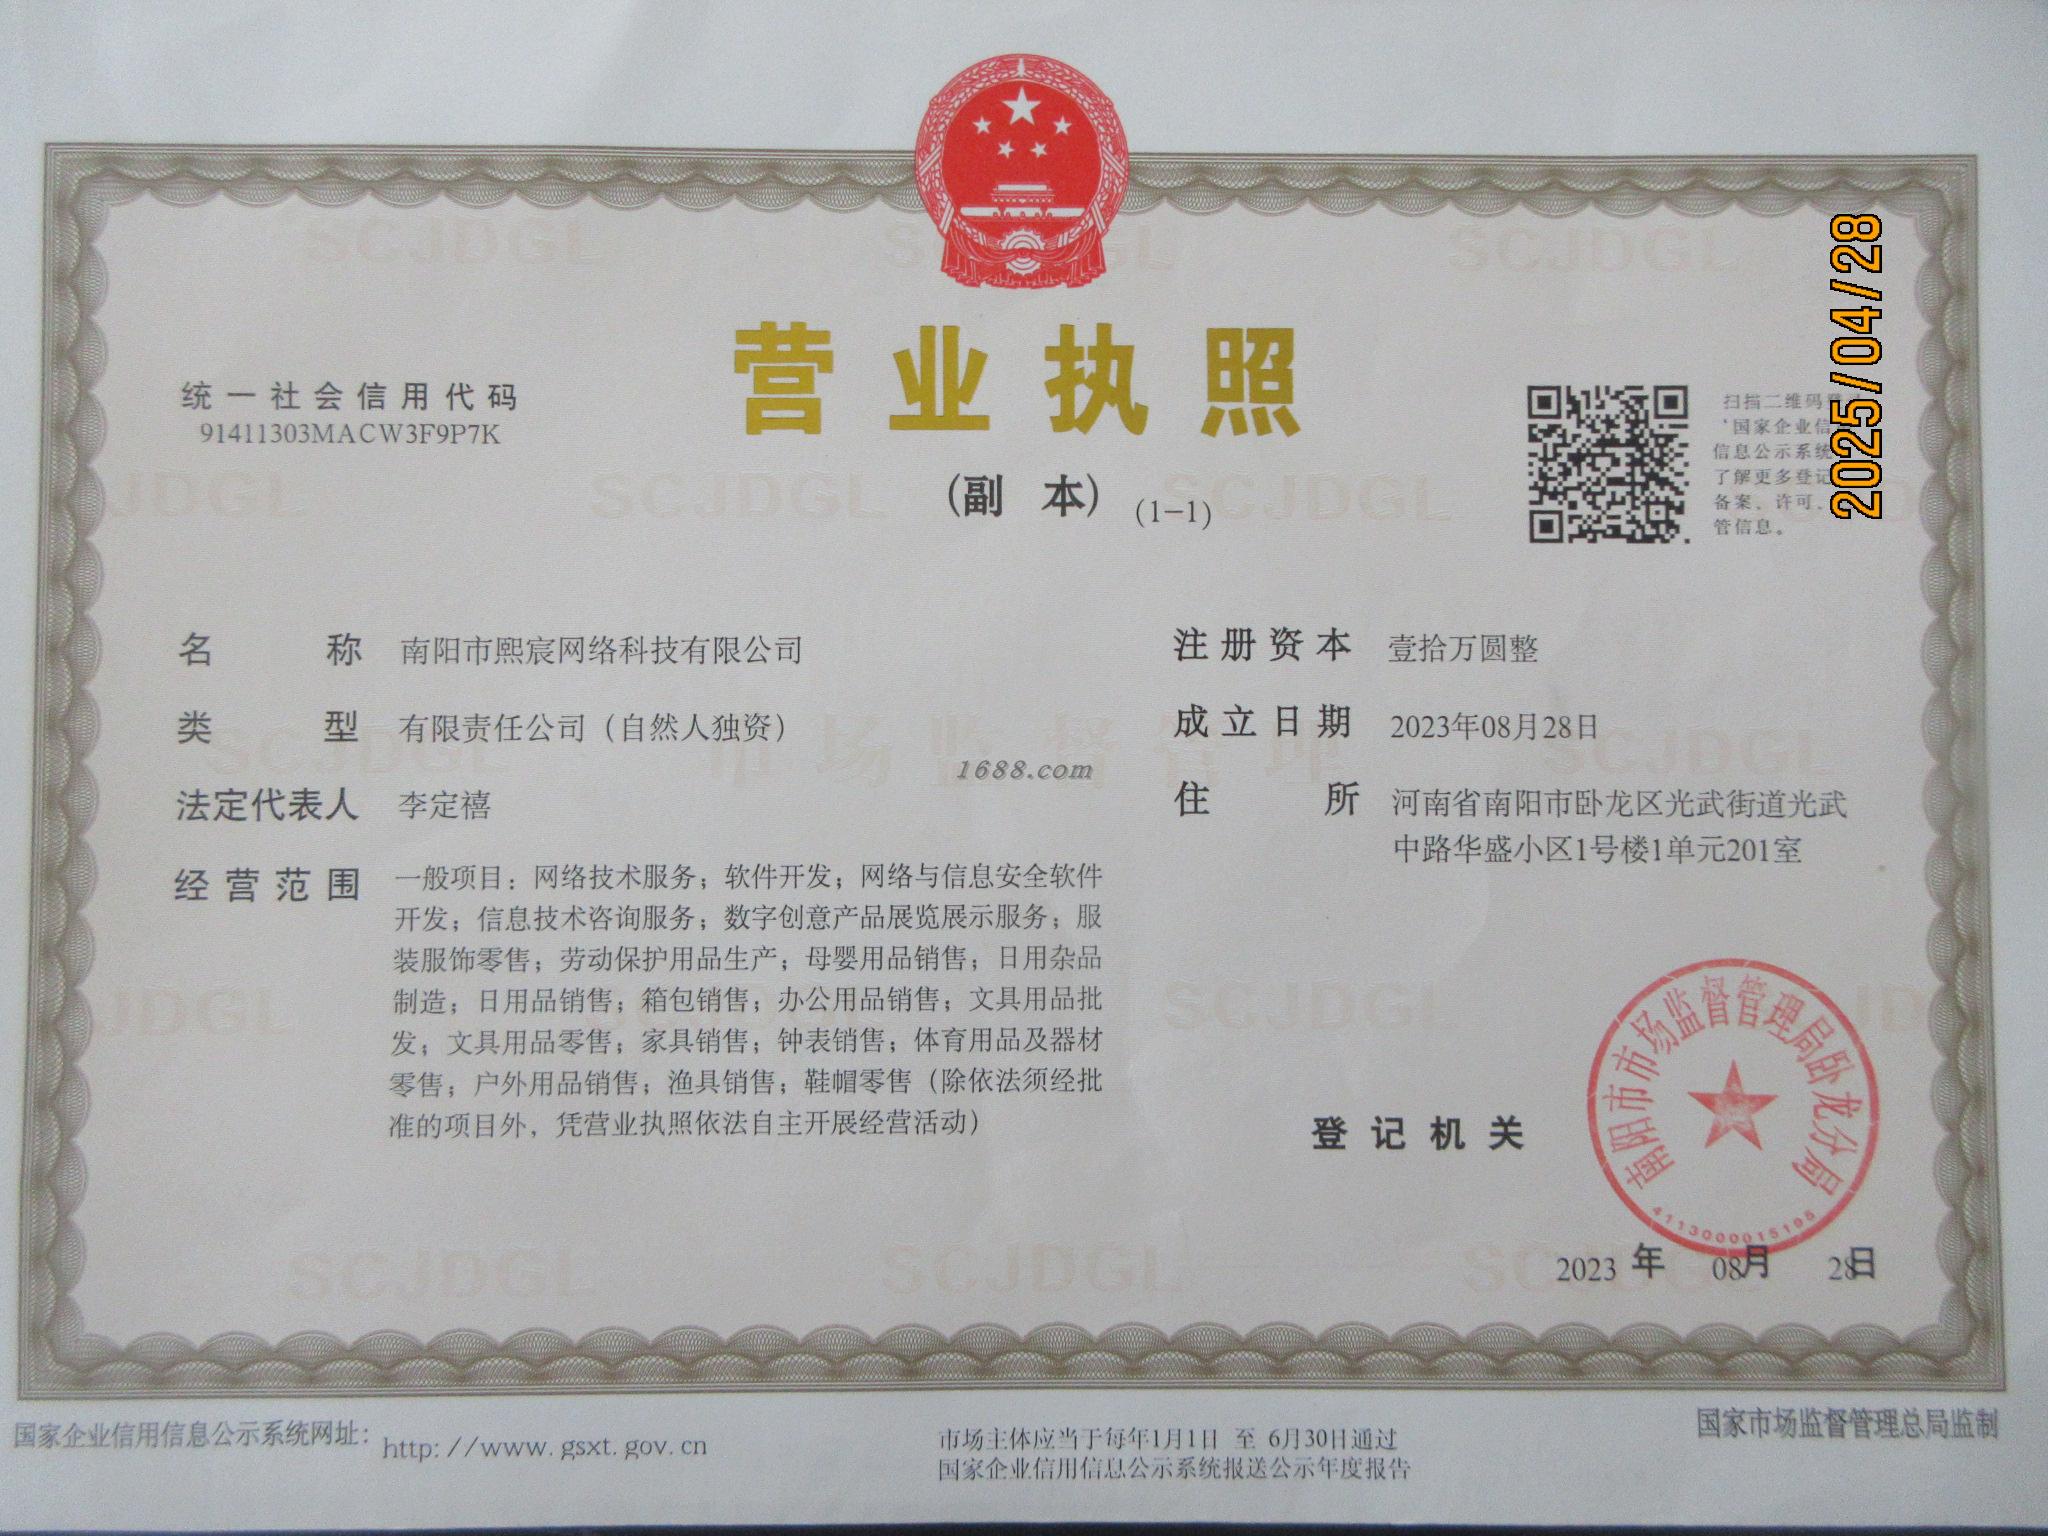 2025/04/28
营业执照
(副 本) (1-1)
统一社会信用代码
91411303MACW3F9P7K
扫描二维码
国家企业信
信息公示系统
了解更多登记
备案、许可、
管信息。
名 称 南阳市熙宸网络科技有限公司
类 型 有限责任公司（自然人独资）
法定代表人 李定禧
经营范围 一般项目：网络技术服务；软件开发；网络与信息安全软件
开发；信息技术咨询服务；数字创意产品展览展示服务；服
装服饰零售；劳动保护用品生产；母婴用品销售；日用杂品
制造；日用品销售；箱包销售；办公用品销售；文具用品批
发；文具用品零售；家具销售；钟表销售；体育用品及器材
零售；户外用品销售；渔具销售；鞋帽零售（除依法须经批
准的项目外，凭营业执照依法自主开展经营活动）
注册资本 壹拾万圆整
成立日期 2023年08月28日
住 所 河南省南阳市卧龙区光武街道光武
中路华盛小区1号楼1单元201室
1688.com
登记机关
南阳市市场监督管理局卧龙分局
4113000015195
2023 年 08月 28日
国家企业信用信息公示系统网址：http://www.gsxt.gov.cn
市场主体应当于每年1月1日 至 6月30日通过
国家企业信用信息公示系统报送公示年度报告
国家市场监督管理总局监制